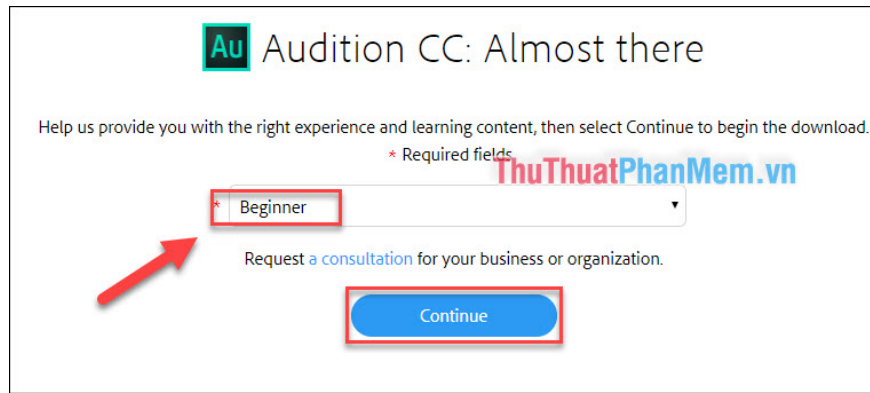 Au Audition CC: Almost there
Help us provide you with the right experience and learning content, then select Continue to begin the download.
* Required fields
ThuThuatPhanMem.vn
* Beginner
Request a consultation for your business or organization.
Continue